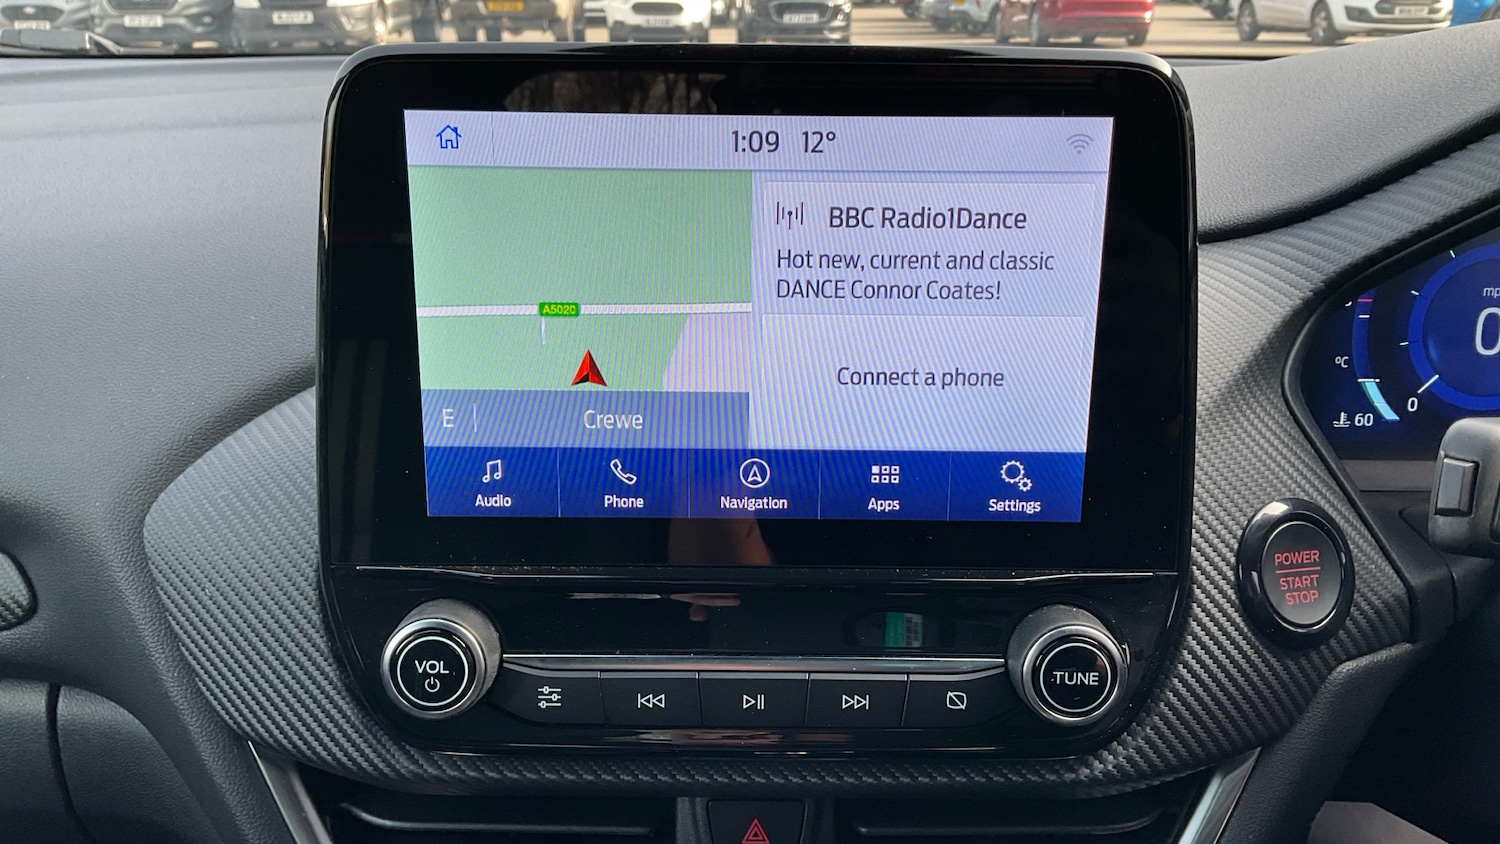 1:09 12°
BBC Radio1Dance
Hot new, current and classic
DANCE Connor Coates!
A5020
Connect a phone
E
Crewe
Audio
Phone
Navigation
Apps
Settings
°C
60
0
0
POWER
START
STOP
VOL
TUNE